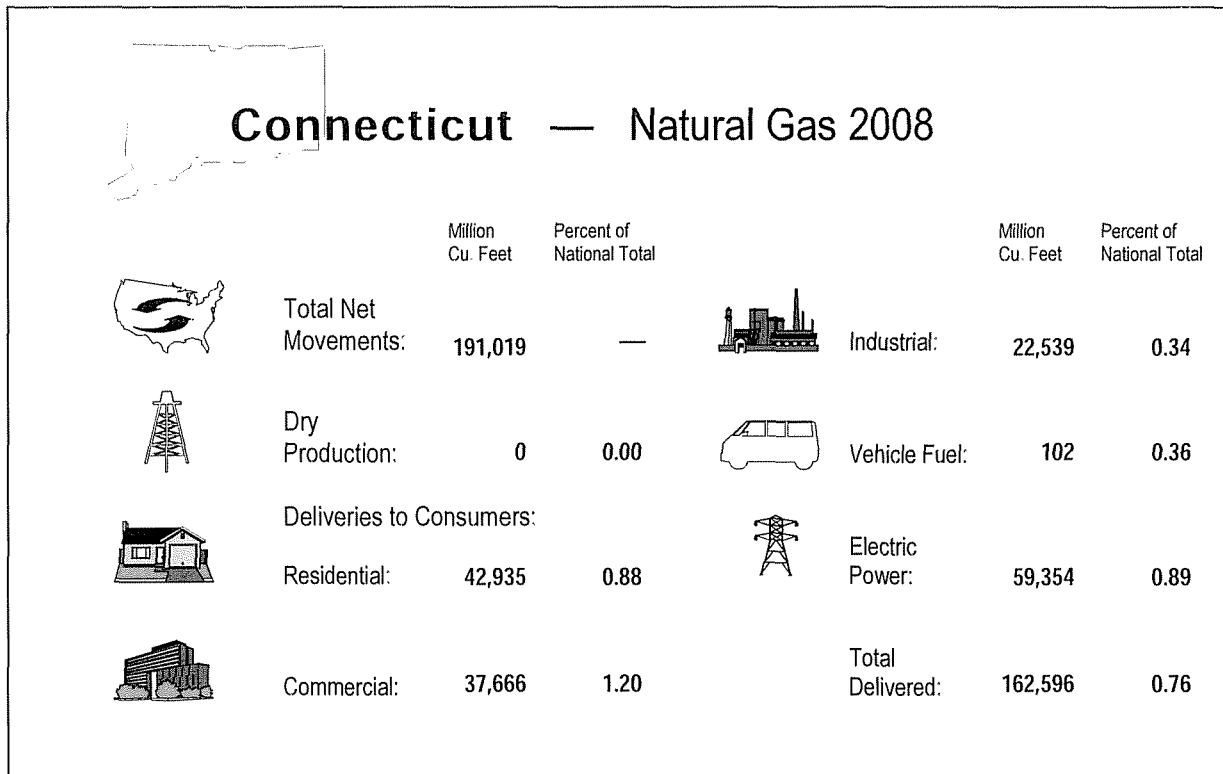 Connecticut — Natural Gas 2008
Million Cu. Feet
Percent of National Total
Total Net Movements: 191,019 —
Dry Production: 0 0.00
Deliveries to Consumers:
Residential: 42,935 0.88
Commercial: 37,666 1.20
Million Cu. Feet
Percent of National Total
Industrial: 22,539 0.34
Vehicle Fuel: 102 0.36
Electric Power: 59,354 0.89
Total Delivered: 162,596 0.76